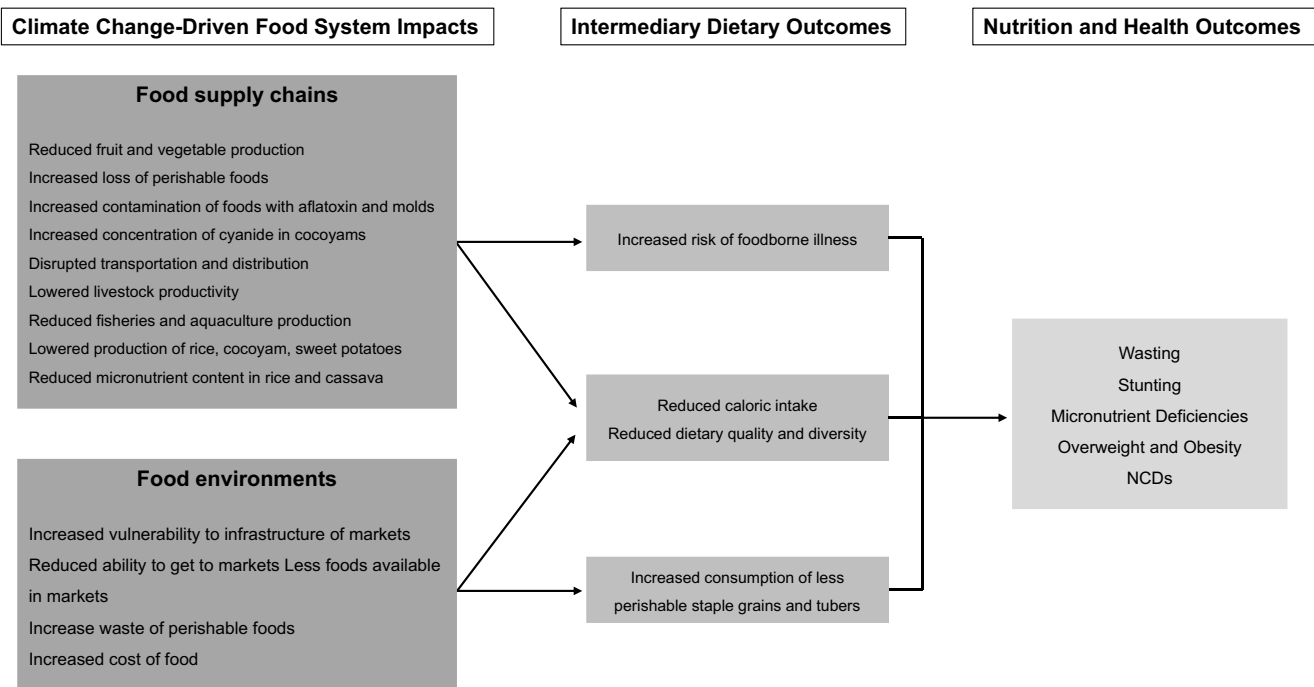 Climate Change-Driven Food System Impacts
Intermediary Dietary Outcomes
Nutrition and Health Outcomes
Food supply chains
Reduced fruit and vegetable production
Increased loss of perishable foods
Increased contamination of foods with aflatoxin and molds
Increased concentration of cyanide in cocoyams
Disrupted transportation and distribution
Lowered livestock productivity
Reduced fisheries and aquaculture production
Lowered production of rice, cocoyam, sweet potatoes
Reduced micronutrient content in rice and cassava
Food environments
Increased vulnerability to infrastructure of markets
Reduced ability to get to markets Less foods available
in markets
Increase waste of perishable foods
Increased cost of food
Increased risk of foodborne illness
Reduced caloric intake
Reduced dietary quality and diversity
Increased consumption of less
perishable staple grains and tubers
Wasting
Stunting
Micronutrient Deficiencies
Overweight and Obesity
NCDs